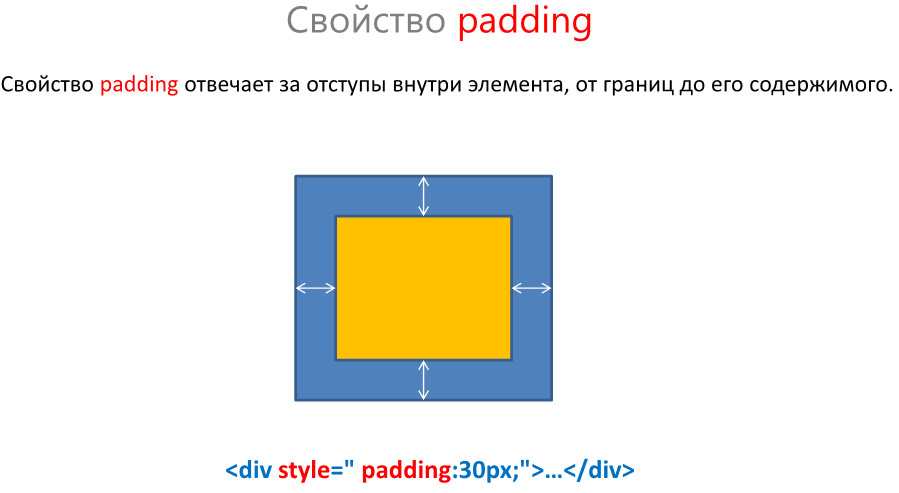 Свойство padding
Свойство padding отвечает за отступы внутри элемента, от границ до его содержимого.
<div style=" padding:30px;">...</div>